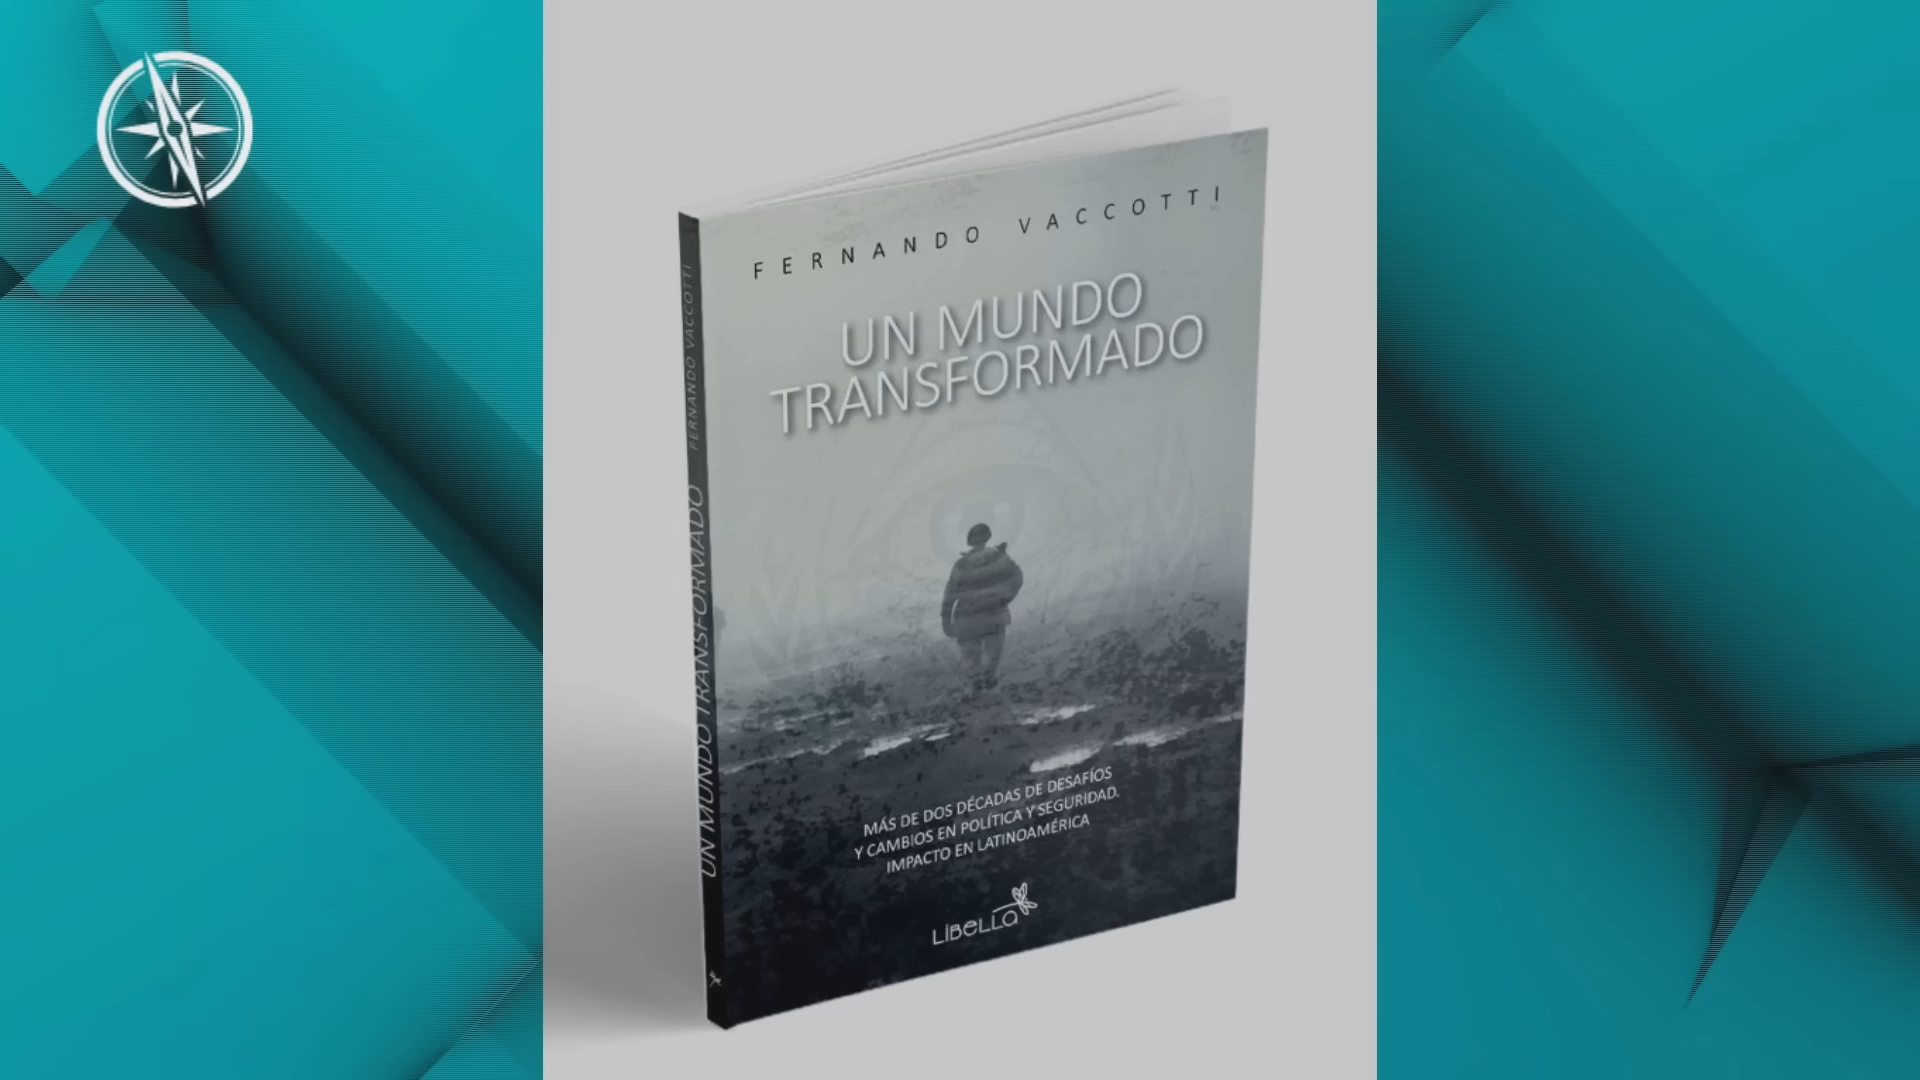 FERNANDO VACCOTTI
UN MUNDO
TRANSFORMADO
MÁS DE DOS DÉCADAS DE DESAFÍOS
Y CAMBIOS EN POLÍTICA Y SEGURIDAD.
IMPACTO EN LATINOAMÉRICA
LIBELLA
UN MUNDO TRANSFORMADO FERNANDO VACCOTTI